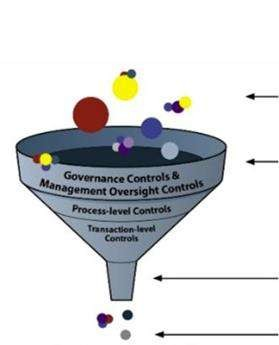 Governance Controls &
Management Oversight Controls
Process-level Controls
Transaction-level
Controls